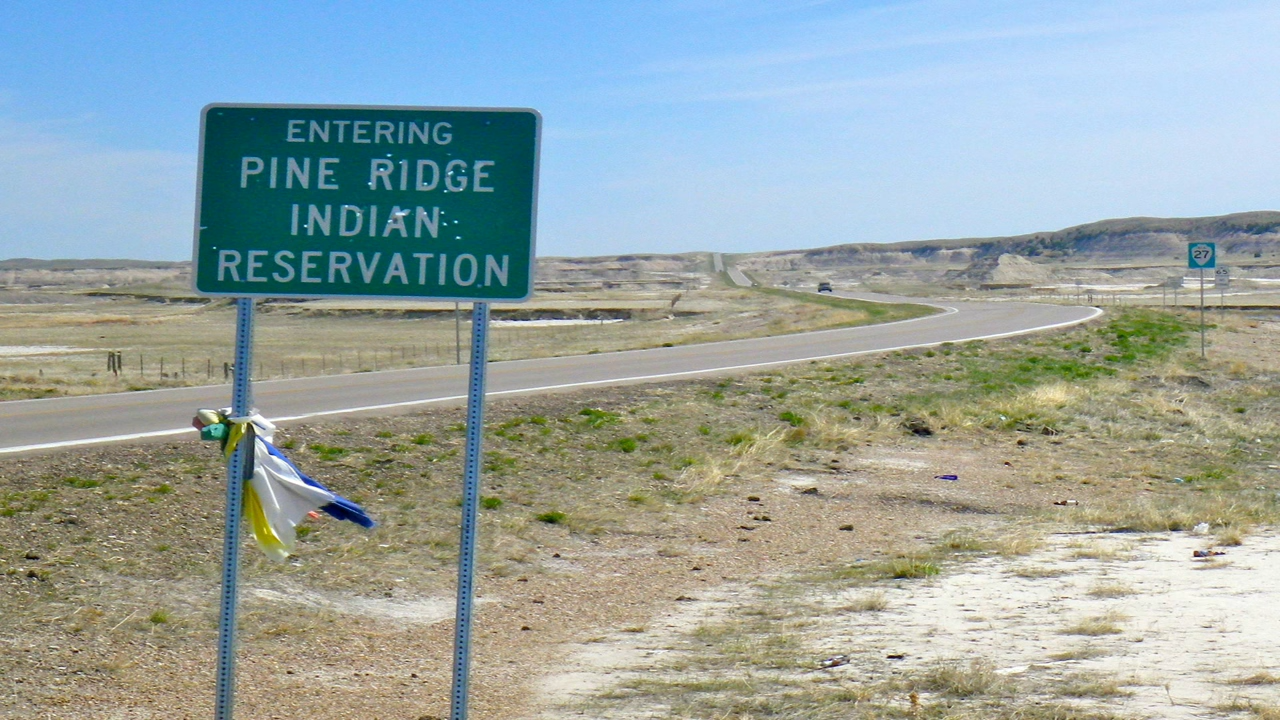 ENTERING
PINE RIDGE
INDIAN
RESERVATION
27